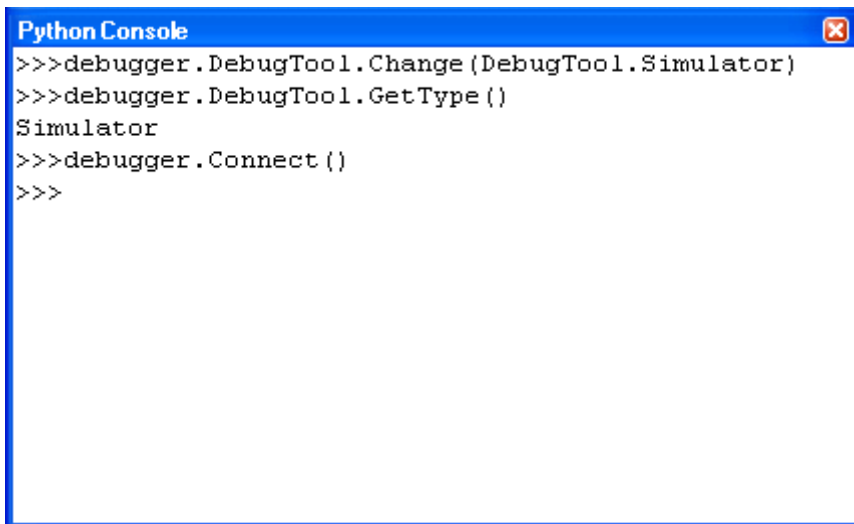 Python Console
>>>debugger.DebugTool.Change(DebugTool.Simulator)
>>>debugger.DebugTool.GetType()
Simulator
>>>debugger.Connect()
>>>